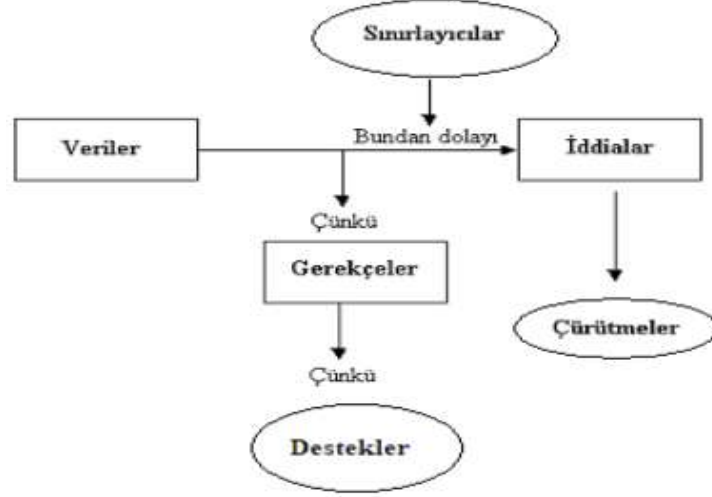 Sınırlayıcılar
Veriler
Bundan dolayı
İddialar
Çünkü
Gerekçeler
Çürütmeler
Çünkü
Destekler